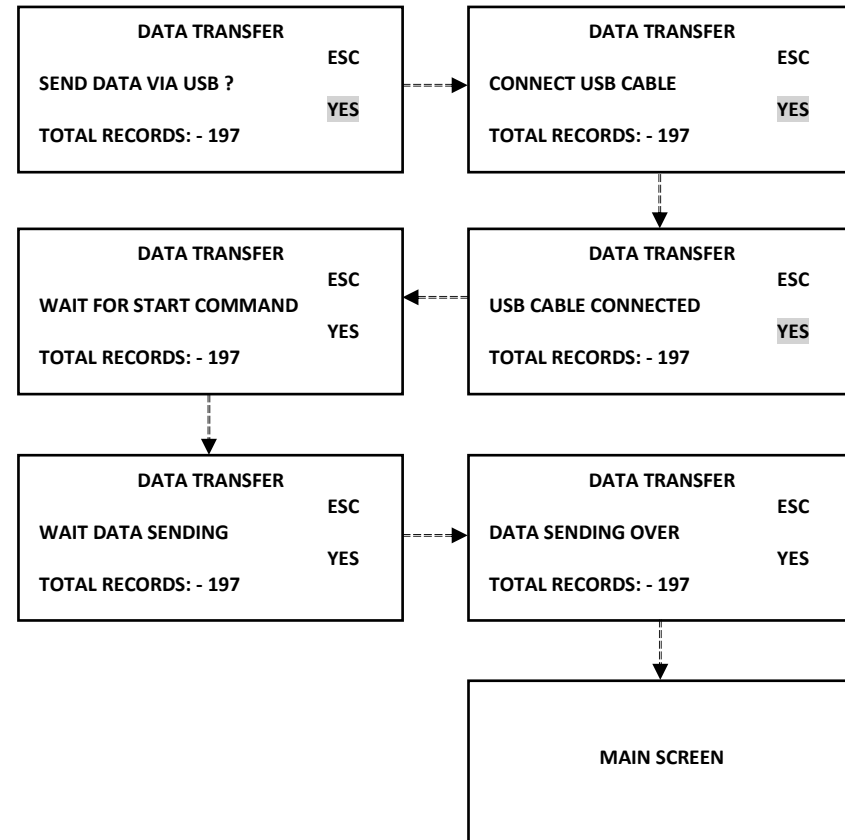 DATA TRANSFER
ESC
SEND DATA VIA USB ?
YES
TOTAL RECORDS: - 197
DATA TRANSFER
ESC
CONNECT USB CABLE
YES
TOTAL RECORDS: - 197
DATA TRANSFER
ESC
USB CABLE CONNECTED
YES
TOTAL RECORDS: - 197
DATA TRANSFER
ESC
WAIT FOR START COMMAND
YES
TOTAL RECORDS: - 197
DATA TRANSFER
ESC
WAIT DATA SENDING
YES
TOTAL RECORDS: - 197
DATA TRANSFER
ESC
DATA SENDING OVER
YES
TOTAL RECORDS: - 197
MAIN SCREEN